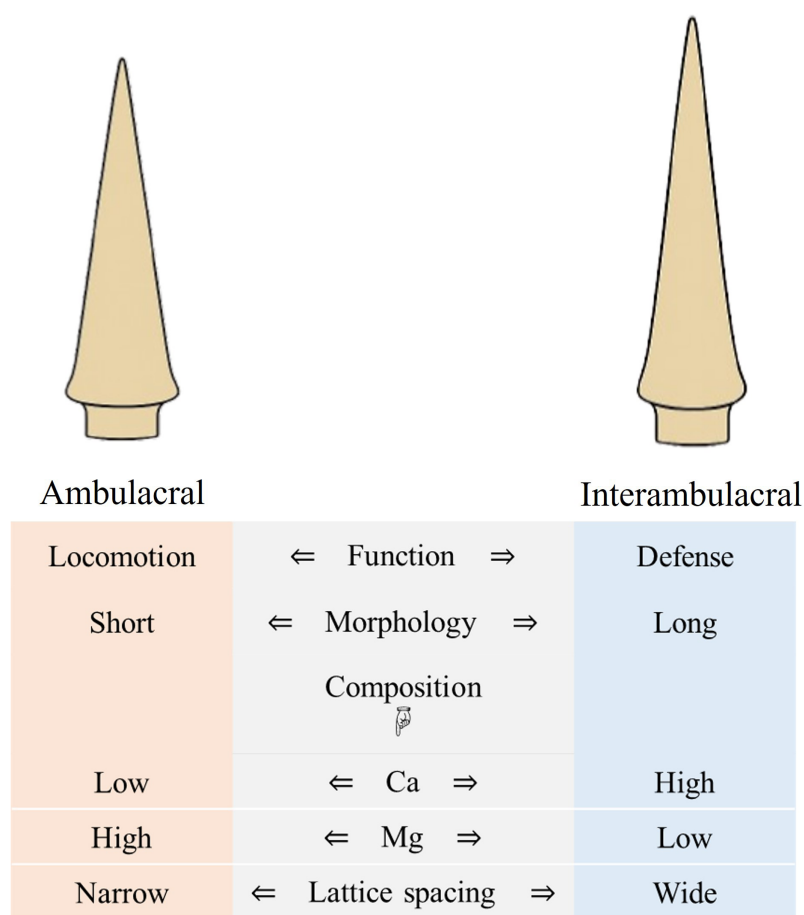 Ambulacral Interambulacral
Locomotion ⇐ Function ⇒ Defense
Short ⇐ Morphology ⇒ Long
Composition
☟
Low ⇐ Ca ⇒ High
High ⇐ Mg ⇒ Low
Narrow ⇐ Lattice spacing ⇒ Wide